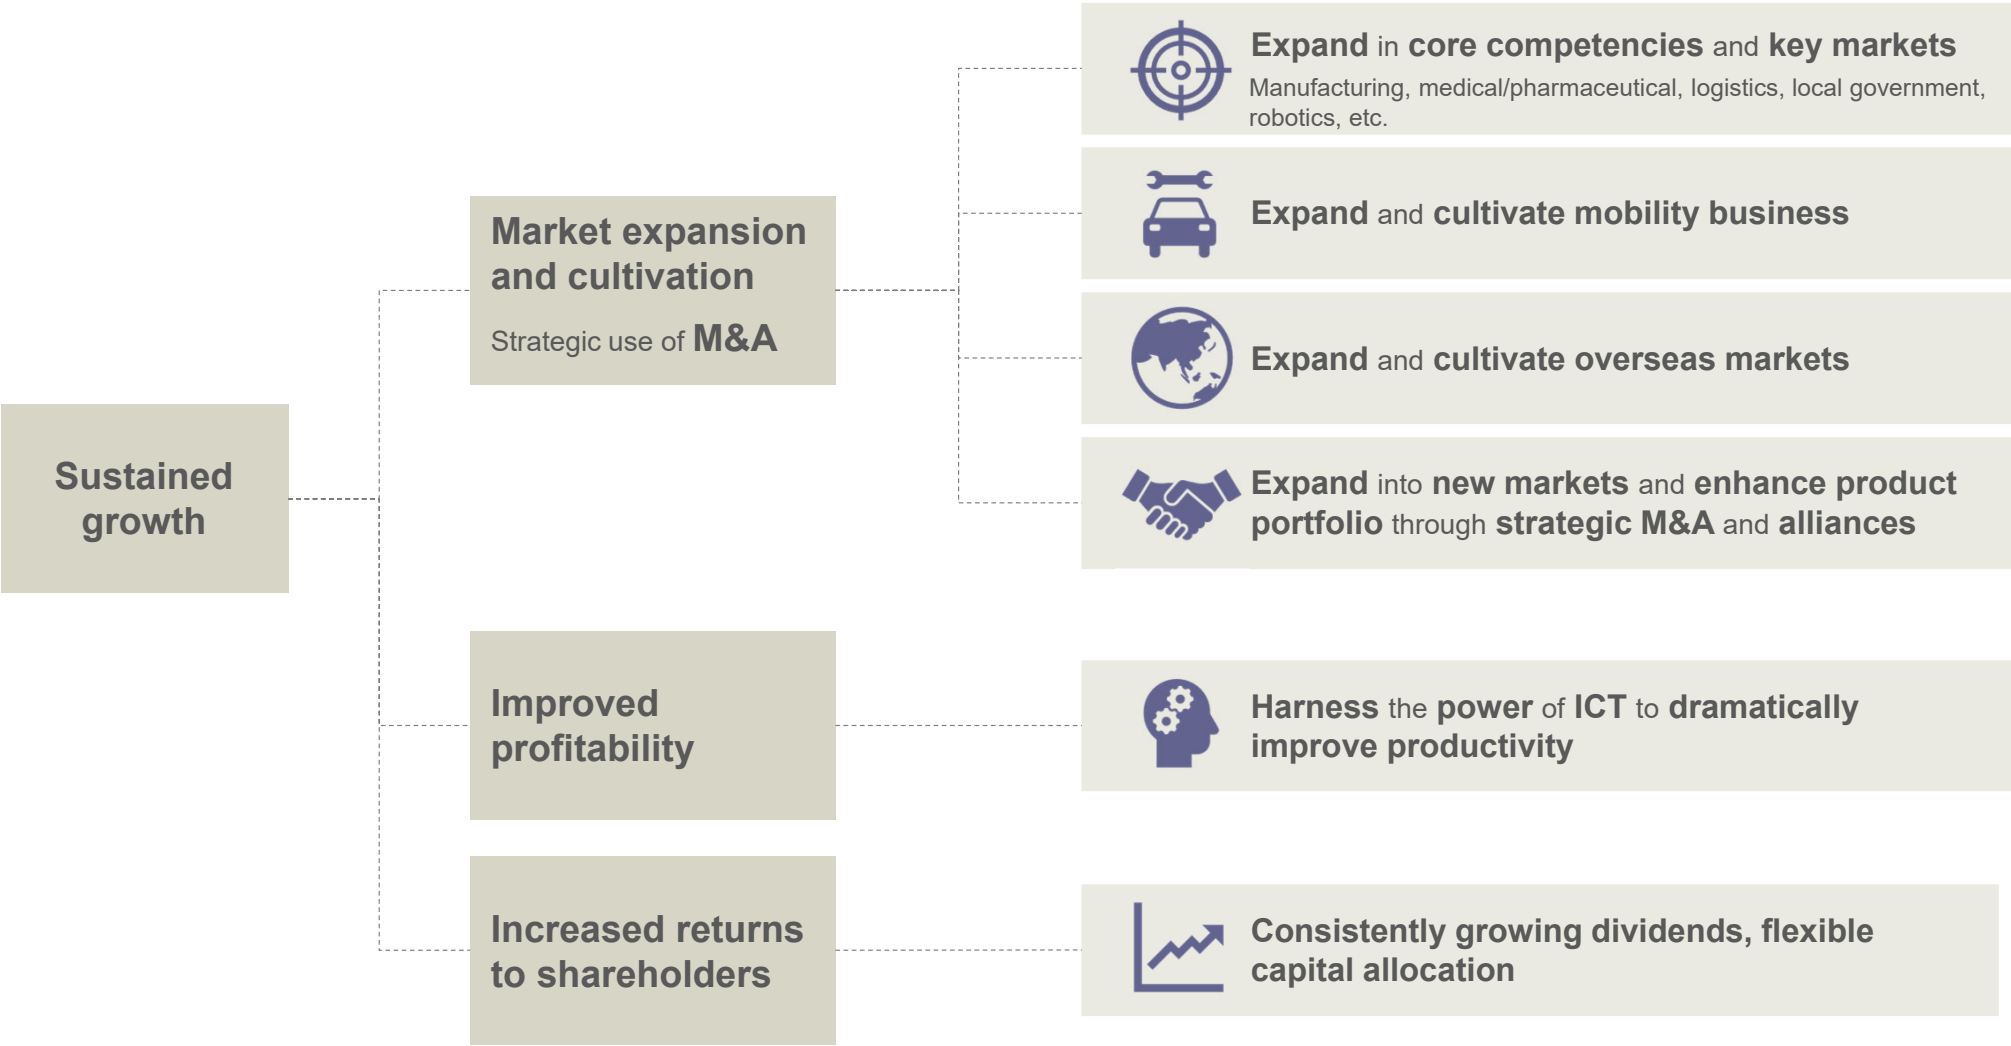 Expand in core competencies and key markets
Manufacturing, medical/pharmaceutical, logistics, local government,
robotics, etc.
Expand and cultivate mobility business
Market expansion
and cultivation
Strategic use of M&A
Expand and cultivate overseas markets
Sustained
growth
Expand into new markets and enhance product
portfolio through strategic M&A and alliances
Improved
profitability
Harness the power of ICT to dramatically
improve productivity
Increased returns
to shareholders
Consistently growing dividends, flexible
capital allocation